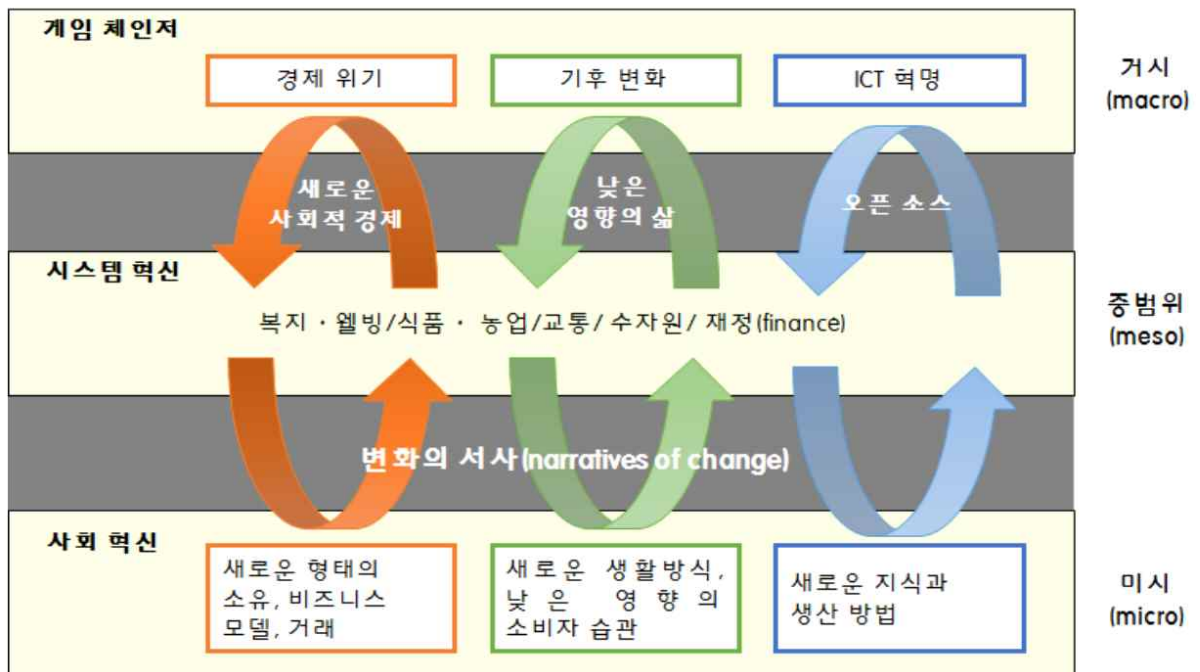 게임 체인저
경제 위기
기후 변화
ICT 혁명
거시
(macro)
새로운
사회적 경제
낮은
영향의 삶
오픈 소스
시스템 혁신
복지 · 웰빙/식품 · 농업/교통/ 수자원/ 재정(finance)
중범위
(meso)
변화의 서사(narratives of change)
사회 혁신
새로운 형태의
소유, 비즈니스
모델, 거래
새로운 생활방식,
낮은 영향의
소비자 습관
새로운 지식과
생산 방법
미시
(micro)